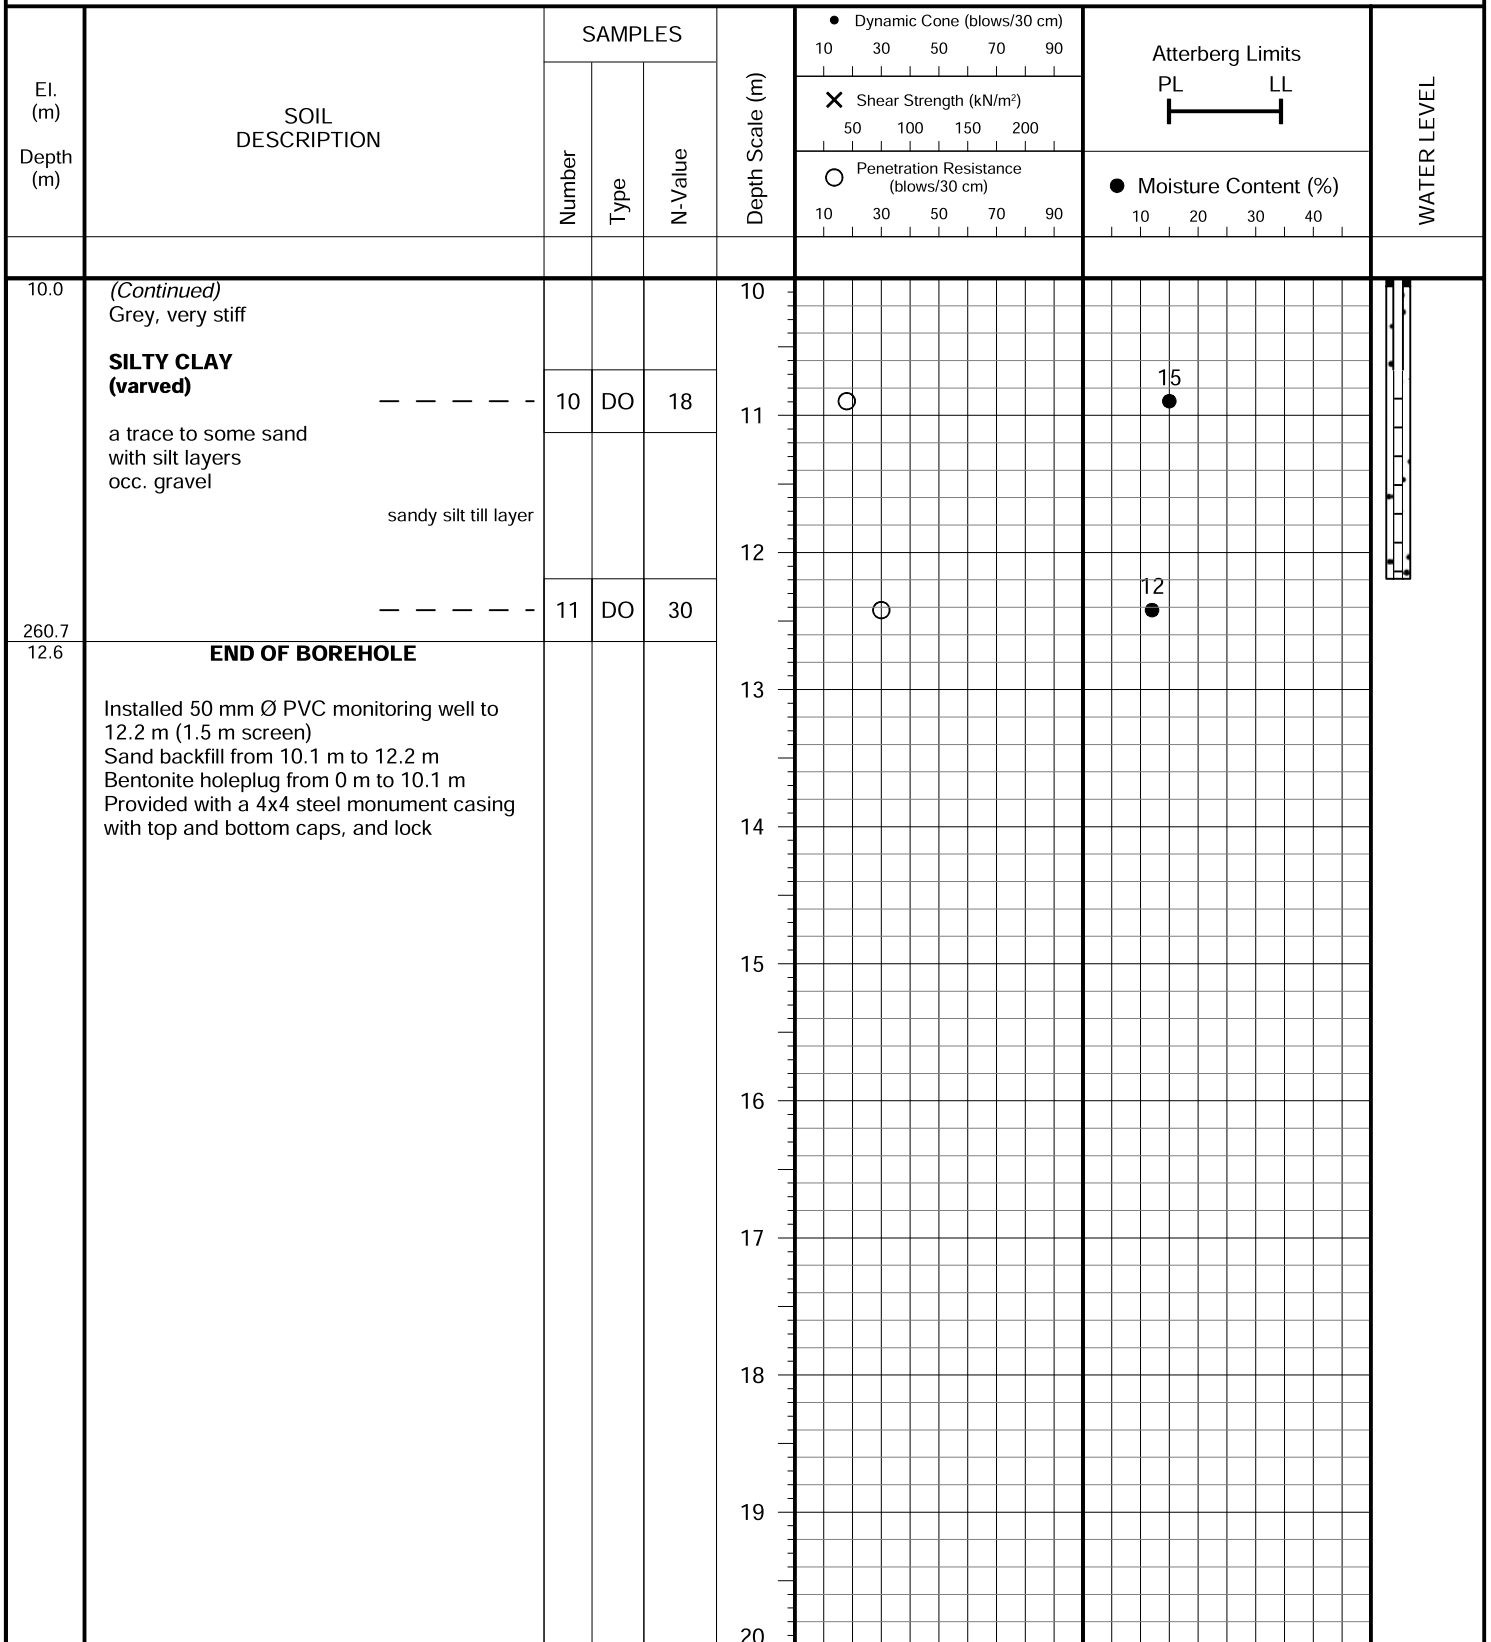 El.
(m)
Depth
(m)
SOIL
DESCRIPTION
SAMPLES
Number
Type
N-Value
Depth Scale (m)
Dynamic Cone (blows/30 cm)
10 30 50 70 90
Shear Strength (kN/m²)
50 100 150 200
Penetration Resistance
(blows/30 cm)
10 30 50 70 90
Atterberg Limits
PL LL
Moisture Content (%)
10 20 30 40
WATER LEVEL
10.0
(Continued)
Grey, very stiff
SILTY CLAY
(varved)
a trace to some sand
with silt layers
occ. gravel
sandy silt till layer
10 DO 18
15
11 DO 30
12
260.7
12.6
END OF BOREHOLE
Installed 50 mm Ø PVC monitoring well to
12.2 m (1.5 m screen)
Sand backfill from 10.1 m to 12.2 m
Bentonite holeplug from 0 m to 10.1 m
Provided with a 4x4 steel monument casing
with top and bottom caps, and lock
10
11
12
13
14
15
16
17
18
19
20